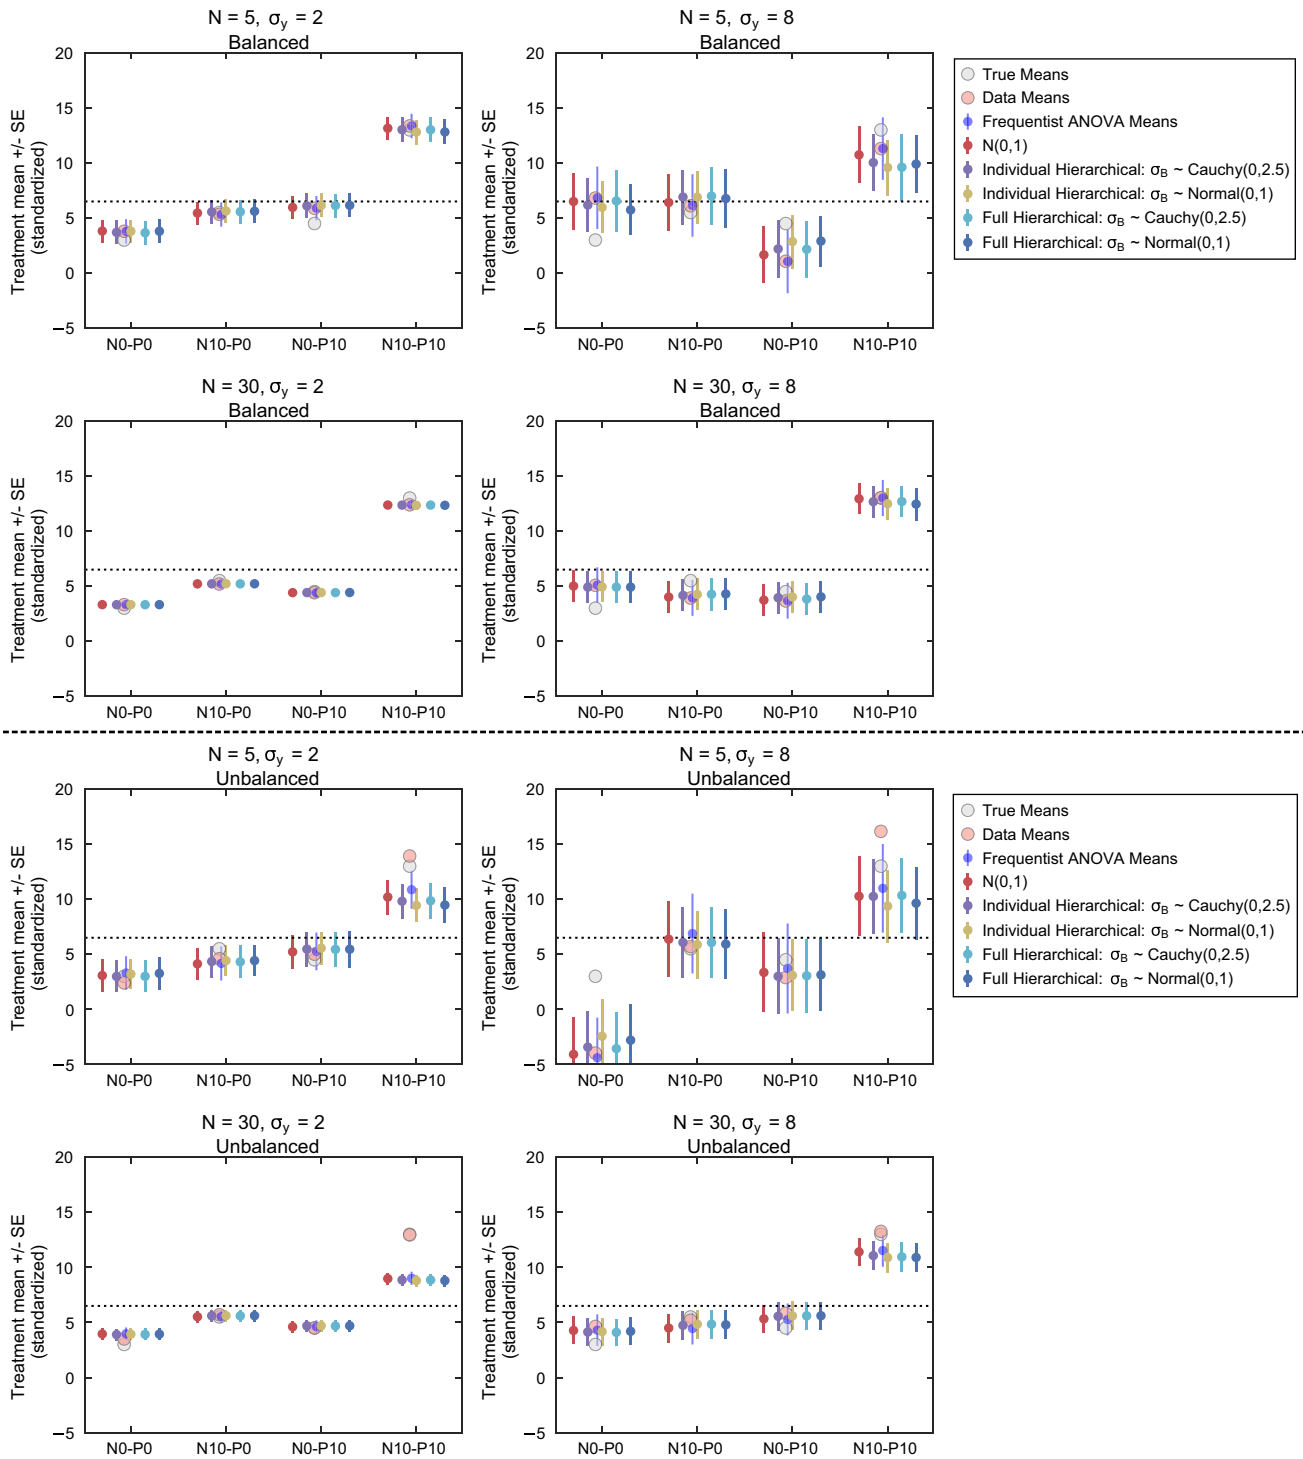 N = 5, σy = 2
Balanced
N = 5, σy = 8
Balanced
Treatment mean +/- SE
(standardized)
20
15
10
5
0
−5
N0-P0 N10-P0 N0-P10 N10-P10
Treatment mean +/- SE
(standardized)
20
15
10
5
0
−5
N0-P0 N10-P0 N0-P10 N10-P10
True Means
Data Means
Frequentist ANOVA Means
N(0,1)
Individual Hierarchical: σB ~ Cauchy(0,2.5)
Individual Hierarchical: σB ~ Normal(0,1)
Full Hierarchical: σB ~ Cauchy(0,2.5)
Full Hierarchical: σB ~ Normal(0,1)
N = 30, σy = 2
Balanced
N = 30, σy = 8
Balanced
Treatment mean +/- SE
(standardized)
20
15
10
5
0
−5
N0-P0 N10-P0 N0-P10 N10-P10
Treatment mean +/- SE
(standardized)
20
15
10
5
0
−5
N0-P0 N10-P0 N0-P10 N10-P10
N = 5, σy = 2
Unbalanced
N = 5, σy = 8
Unbalanced
Treatment mean +/- SE
(standardized)
20
15
10
5
0
−5
N0-P0 N10-P0 N0-P10 N10-P10
Treatment mean +/- SE
(standardized)
20
15
10
5
0
−5
N0-P0 N10-P0 N0-P10 N10-P10
True Means
Data Means
Frequentist ANOVA Means
N(0,1)
Individual Hierarchical: σB ~ Cauchy(0,2.5)
Individual Hierarchical: σB ~ Normal(0,1)
Full Hierarchical: σB ~ Cauchy(0,2.5)
Full Hierarchical: σB ~ Normal(0,1)
N = 30, σy = 2
Unbalanced
N = 30, σy = 8
Unbalanced
Treatment mean +/- SE
(standardized)
20
15
10
5
0
−5
N0-P0 N10-P0 N0-P10 N10-P10
Treatment mean +/- SE
(standardized)
20
15
10
5
0
−5
N0-P0 N10-P0 N0-P10 N10-P10